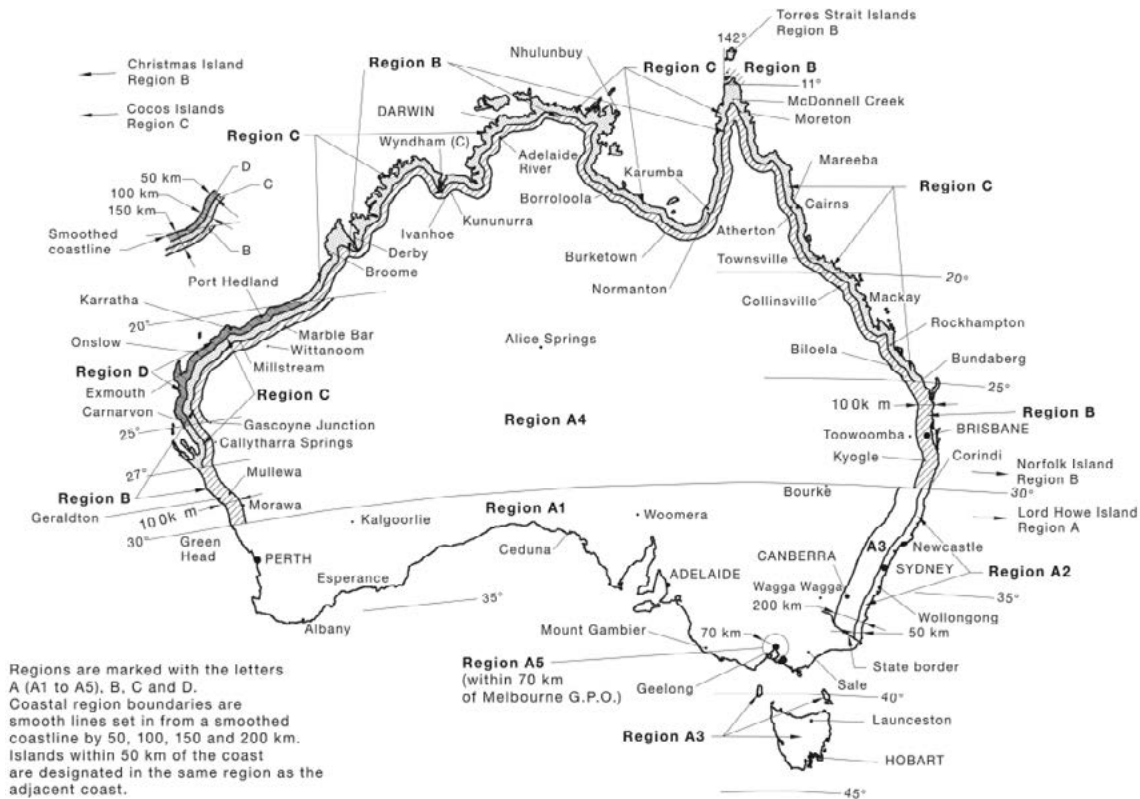 Torres Strait Islands
Region B
142°
Nhulunbuy
Christmas Island
Region B
Region B
Region C
Region B
11°
Cocos Islands
Region C
DARWIN
McDonnell Creek
Moreton
Region C
Wyndham (C)
D
Adelaide
River
Mareeba
50 km
C
Karumba
Region C
100 km
Borroloola
150 km
Cairns
Kununurra
Smoothed
coastline
Ivanhoe
Atherton
B
Derby
Burketown
Townsville
Broome
Port Hedland
20°
Normanton
Collinsville
Karratha
Mackay
20°
Marble Bar
Alice Springs
Rockhampton
Onslow
Wittanoom
Biloela
Millstream
Bundaberg
Region D
25°
Exmouth
Region C
100k m
Carnarvon
Region A4
Region B
Gascoyne Junction
25°
Toowoomba
BRISBANE
Callytharra Springs
Kyogle
Corindi
27°
Mullewa
Norfolk Island
Region B
Region B
Bourke
30°
Geraldton
100k m
Morawa
Region A1
Lord Howe Island
Region A
30°
Kalgoorlie
Woomera
Green
Head
A3
Newcastle
Ceduna
PERTH
CANBERRA
SYDNEY
Region A2
Esperance
ADELAIDE
Wagga Wagga
35°
35°
200 km
Wollongong
Albany
Mount Gambier
70 km
50 km
Region A5
(within 70 km
of Melbourne G.P.O.)
State border
Geelong
Sale
40°
Launceston
Region A3
HOBART
45°
Regions are marked with the letters
A (A1 to A5), B, C and D.
Coastal region boundaries are
smooth lines set in from a smoothed
coastline by 50, 100, 150 and 200 km.
Islands within 50 km of the coast
are designated in the same region as the
adjacent coast.